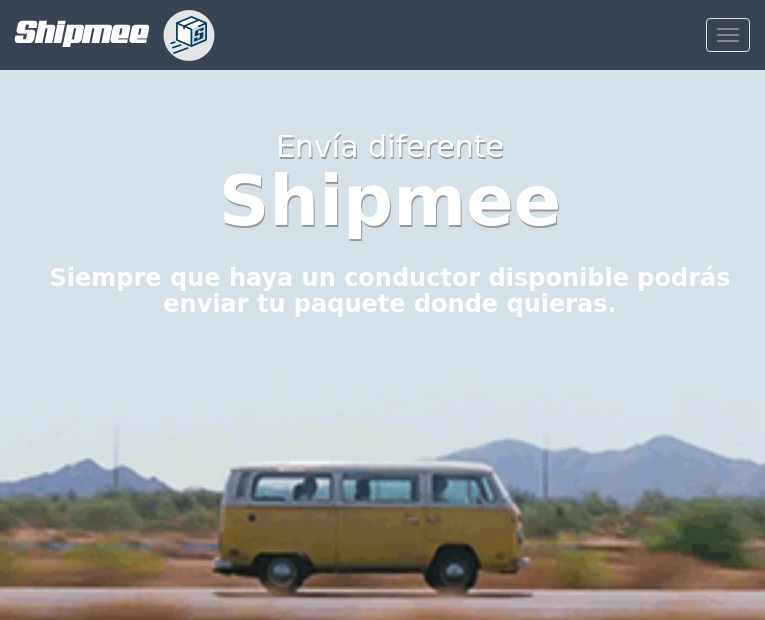 Shipmee
Envía diferente
Shipmee
Siempre que haya un conductor disponible podrás
enviar tu paquete donde quieras.